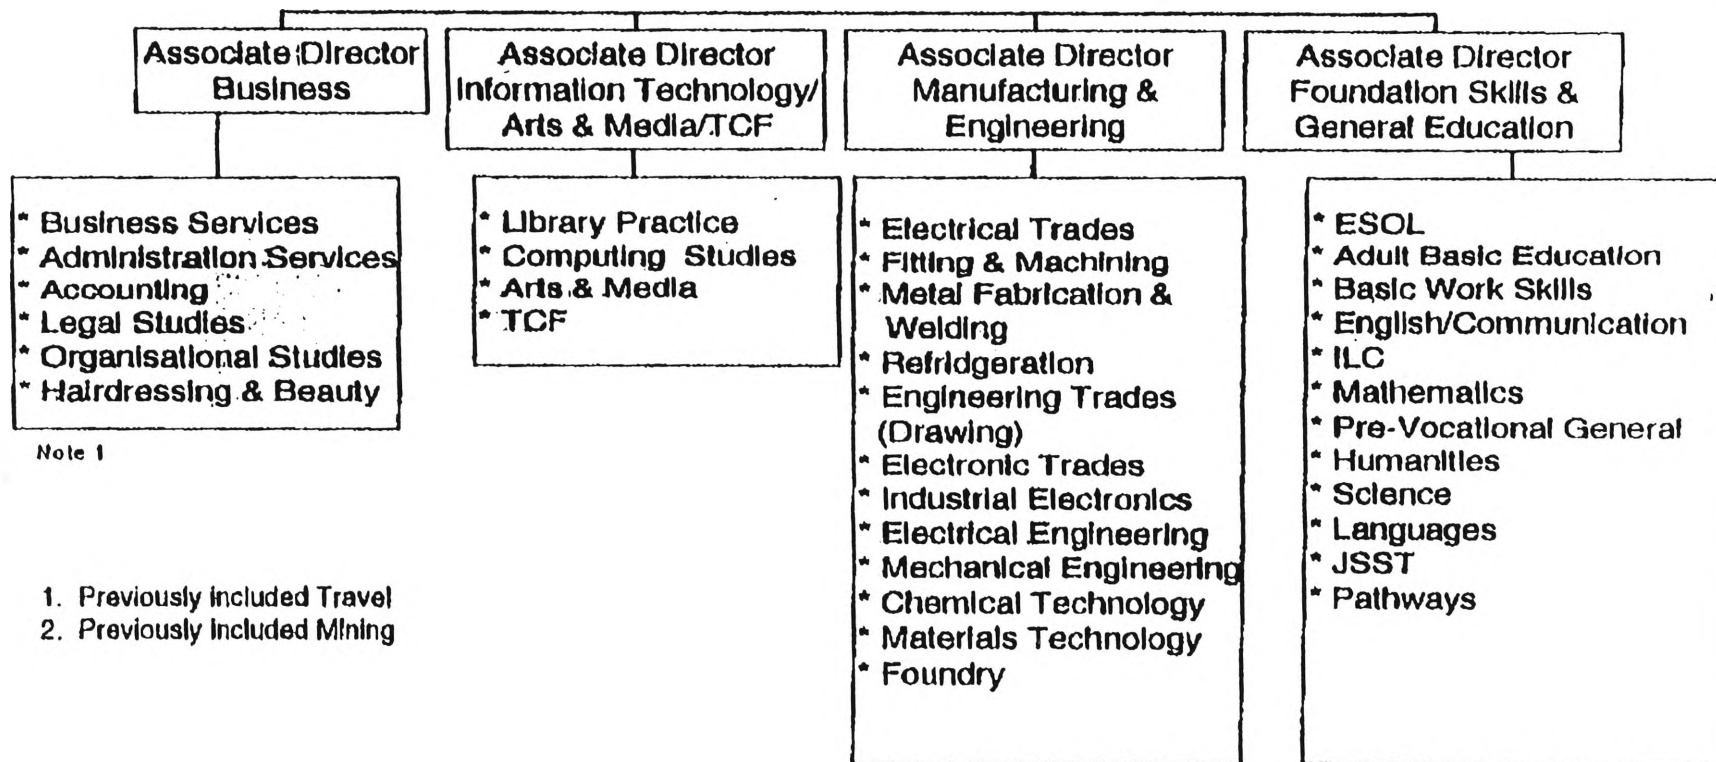 Associate Director
Business
Associate Director
Information Technology/
Arts & Media/TCF
Associate Director
Manufacturing &
Engineering
Associate Director
Foundation Skills &
General Education
* Business Services
* Administration Services
* Accounting
* Legal Studies
* Organisational Studies
* Hairdressing & Beauty
Note 1
* Library Practice
* Computing Studies
* Arts & Media
* TCF
* Electrical Trades
* Fitting & Machining
* Metal Fabrication &
Welding
* Refridgeration
* Engineering Trades
(Drawing)
* Electronic Trades
* Industrial Electronics
* Electrical Engineering
* Mechanical Engineering
* Chemical Technology
* Materials Technology
* Foundry
* ESOL
* Adult Basic Education
* Basic Work Skills
* English/Communication
* ILC
* Mathematics
* Pre-Vocational General
* Humanities
* Science
* Languages
* JSST
* Pathways
1. Previously included Travel
2. Previously included Mining